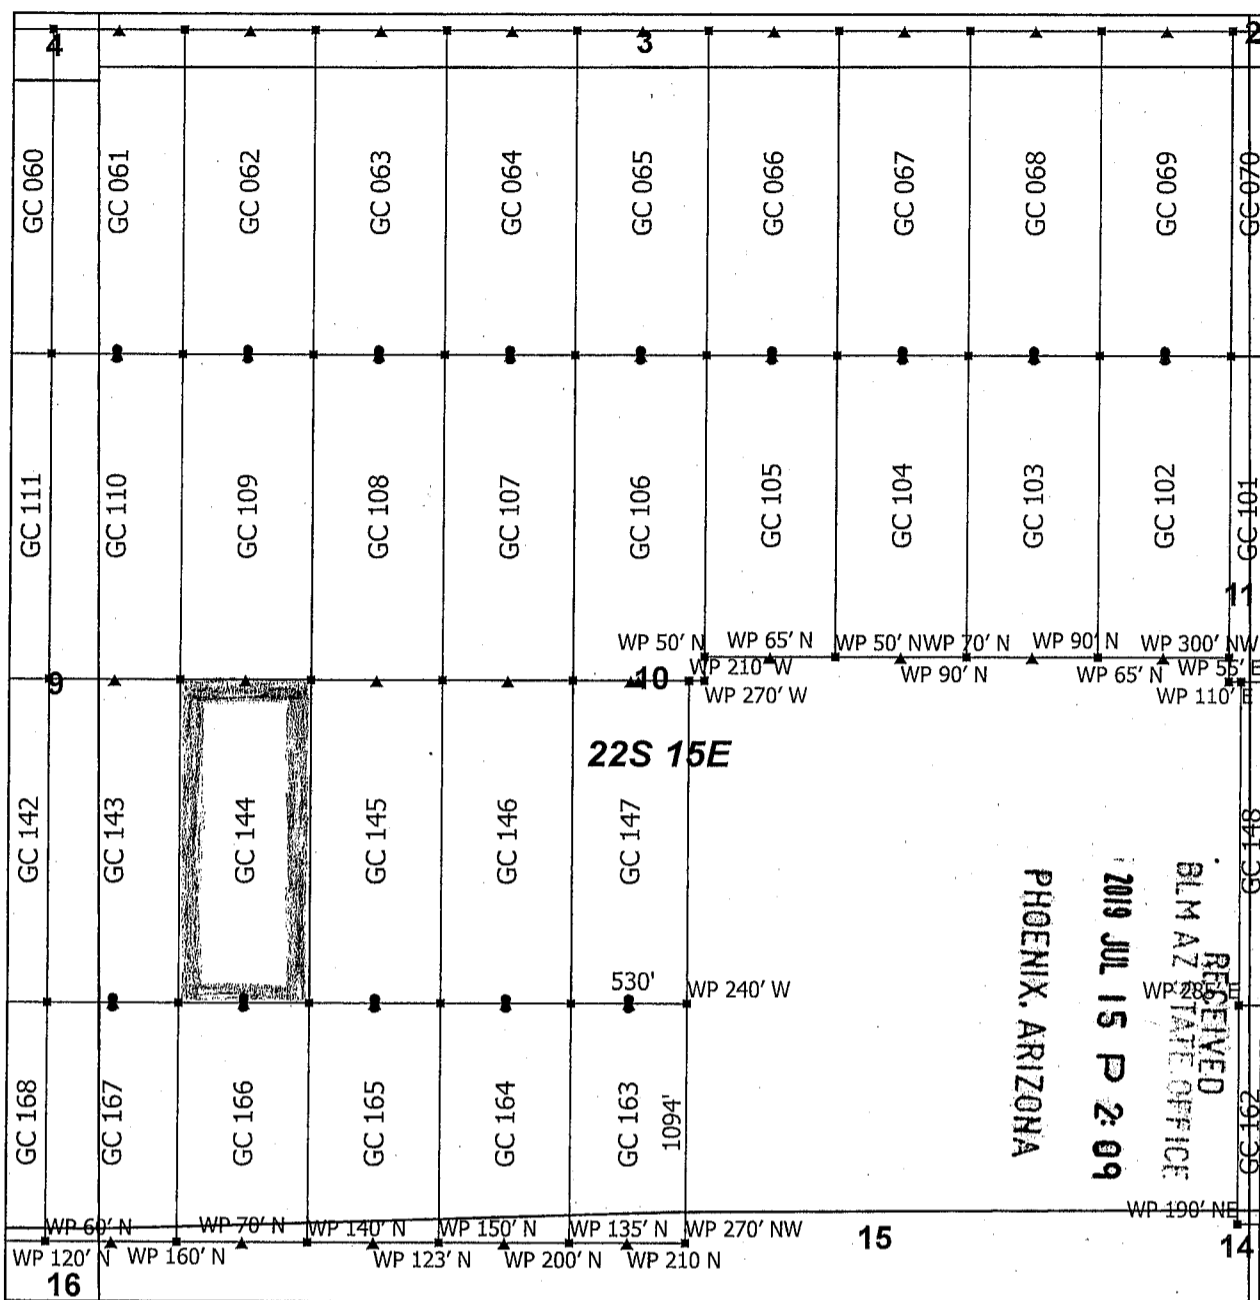 4
3
2
GC 060
GC 061
GC 062
GC 063
GC 064
GC 065
GC 066
GC 067
GC 068
GC 069
GC 070
GC 111
GC 110
GC 109
GC 108
GC 107
GC 106
GC 105
GC 104
GC 103
GC 102
GC 101
11
WP 50' N
WP 65' N
WP 50' N
WP 70' N
WP 90' N
WP 300' NW
WP 210' W
WP 90' N
WP 65' N
WP 55' E
9
10
WP 270' W
WP 110' E
22S 15E
GC 142
GC 143
GC 144
GC 145
GC 146
GC 147
GC 148
RECEIVED
BLM AZ STATE OFFICE
2019 JUL 15 P 2:09
PHOENIX, ARIZONA
530'
WP 240' W
WP 285' E
GC 168
GC 167
GC 166
GC 165
GC 164
GC 163
1094'
GC 162
WP 190' NE
WP 60' N
WP 70' N
WP 140' N
WP 150' N
WP 135' N
WP 270' NW
15
14
WP 120' N
WP 160' N
WP 123' N
WP 200' N
WP 210 N
16